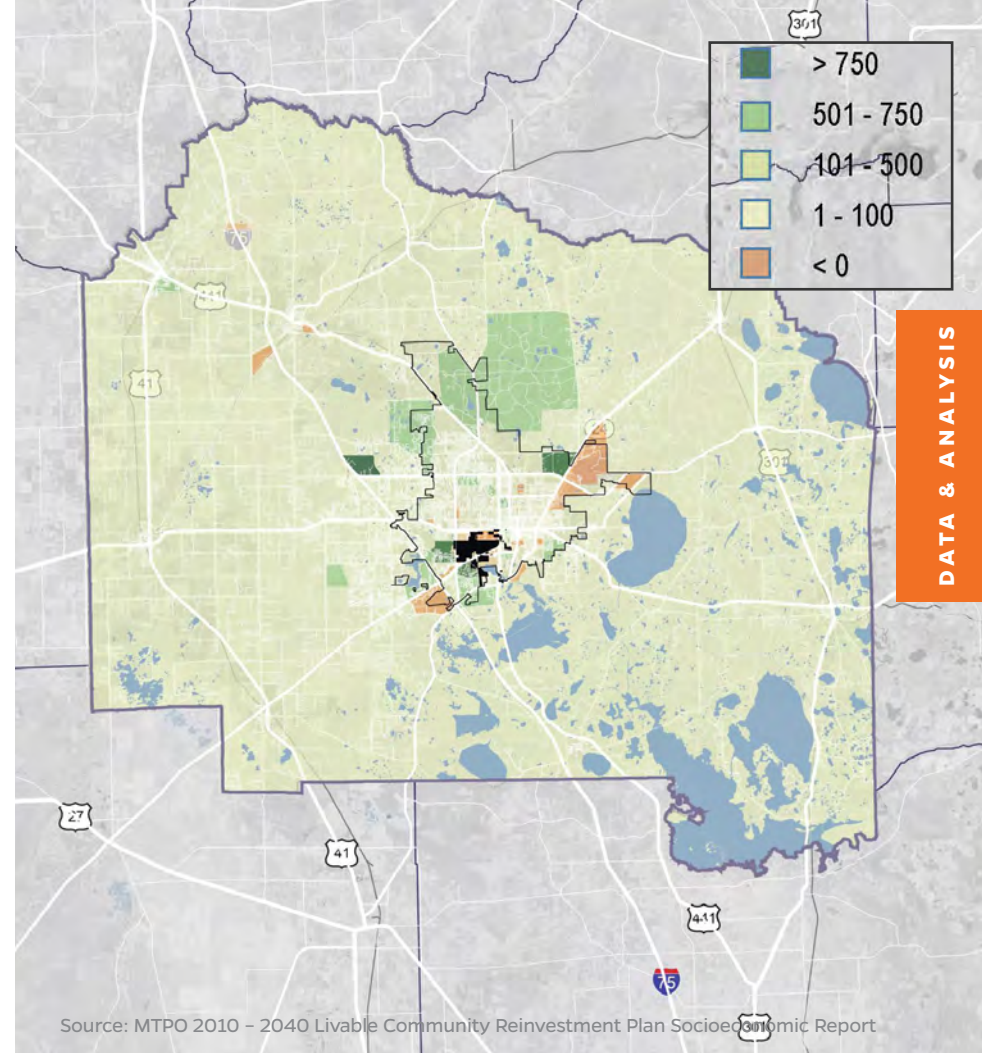 301
> 750
501 - 750
101 - 500
1 - 100
< 0
75
441
41
301
DATA & ANALYSIS
27
41
441
75
301
Source: MTPO 2010 – 2040 Livable Community Reinvestment Plan Socioeconomic Report